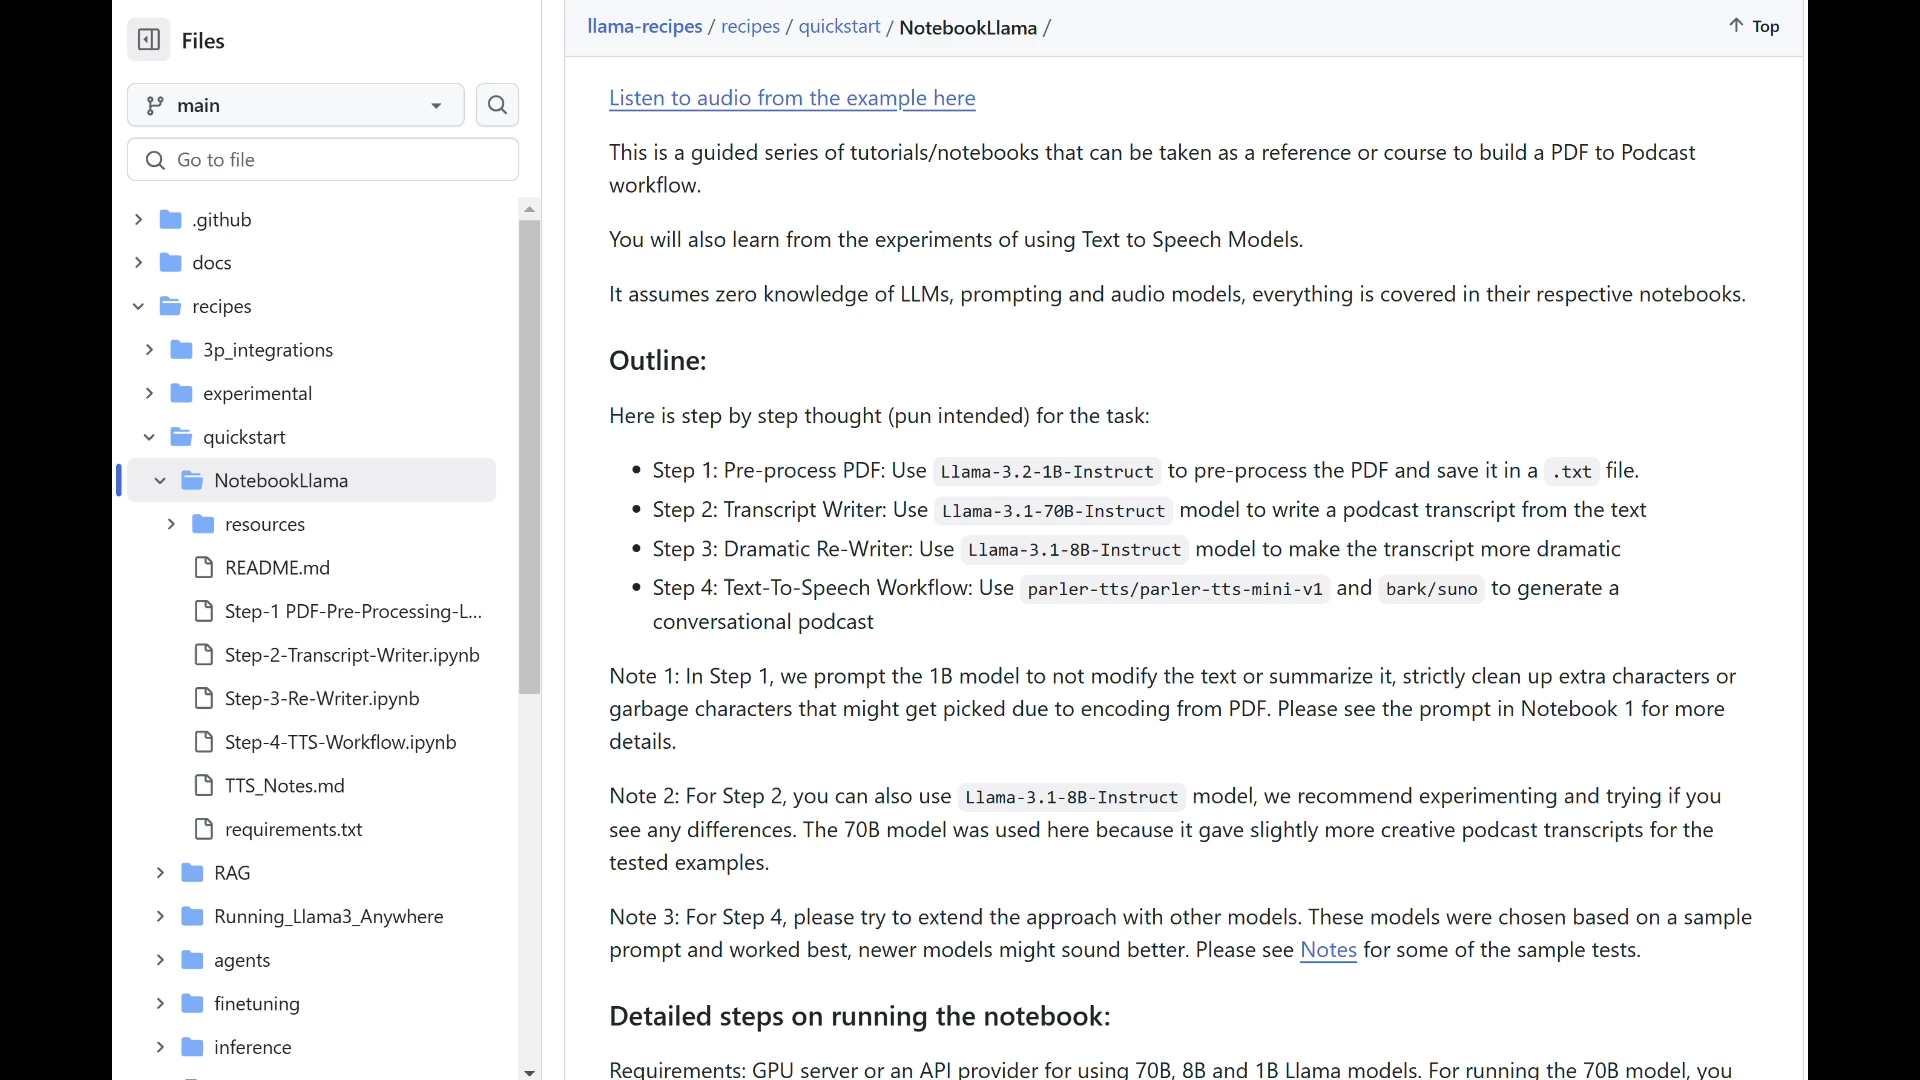 Files
main
Go to file
.github
docs
recipes
3p_integrations
experimental
quickstart
NotebookLlama
resources
README.md
Step-1 PDF-Pre-Processing-L...
Step-2-Transcript-Writer.ipynb
Step-3-Re-Writer.ipynb
Step-4-TTS-Workflow.ipynb
TTS_Notes.md
requirements.txt
RAG
Running_Llama3_Anywhere
agents
finetuning
inference
llama-recipes / recipes / quickstart / NotebookLlama /
Top
Listen to audio from the example here
This is a guided series of tutorials/notebooks that can be taken as a reference or course to build a PDF to Podcast
workflow.
You will also learn from the experiments of using Text to Speech Models.
It assumes zero knowledge of LLMs, prompting and audio models, everything is covered in their respective notebooks.
Outline:
Here is step by step thought (pun intended) for the task:
• Step 1: Pre-process PDF: Use Llama-3.2-1B-Instruct to pre-process the PDF and save it in a .txt file.
• Step 2: Transcript Writer: Use Llama-3.1-70B-Instruct model to write a podcast transcript from the text
• Step 3: Dramatic Re-Writer: Use Llama-3.1-8B-Instruct model to make the transcript more dramatic
• Step 4: Text-To-Speech Workflow: Use parler-tts/parler-tts-mini-v1 and bark/suno to generate a
conversational podcast
Note 1: In Step 1, we prompt the 1B model to not modify the text or summarize it, strictly clean up extra characters or
garbage characters that might get picked due to encoding from PDF. Please see the prompt in Notebook 1 for more
details.
Note 2: For Step 2, you can also use Llama-3.1-8B-Instruct model, we recommend experimenting and trying if you
see any differences. The 70B model was used here because it gave slightly more creative podcast transcripts for the
tested examples.
Note 3: For Step 4, please try to extend the approach with other models. These models were chosen based on a sample
prompt and worked best, newer models might sound better. Please see Notes for some of the sample tests.
Detailed steps on running the notebook:
Requirements: GPU server or an API provider for using 70B, 8B and 1B Llama models. For running the 70B model, you